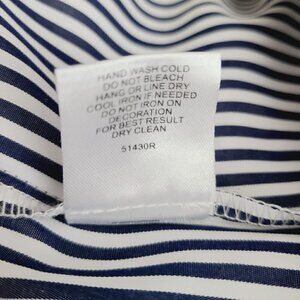 HAND WASH COLD
DO NOT BLEACH
HANG OR LINE DRY
COOL IRON IF NEEDED
DO NOT IRON ON
DECORATION
FOR BEST RESULT
DRY CLEAN
51430R